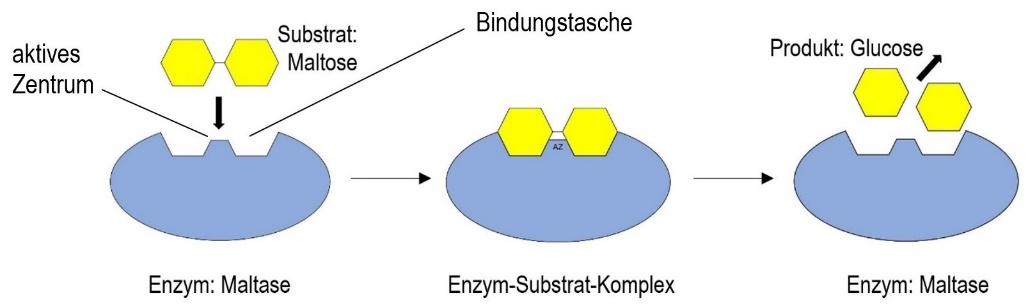 aktives
Zentrum
Substrat:
Maltose
Bindungstasche
Produkt: Glucose
AZ
Enzym: Maltase
Enzym-Substrat-Komplex
Enzym: Maltase